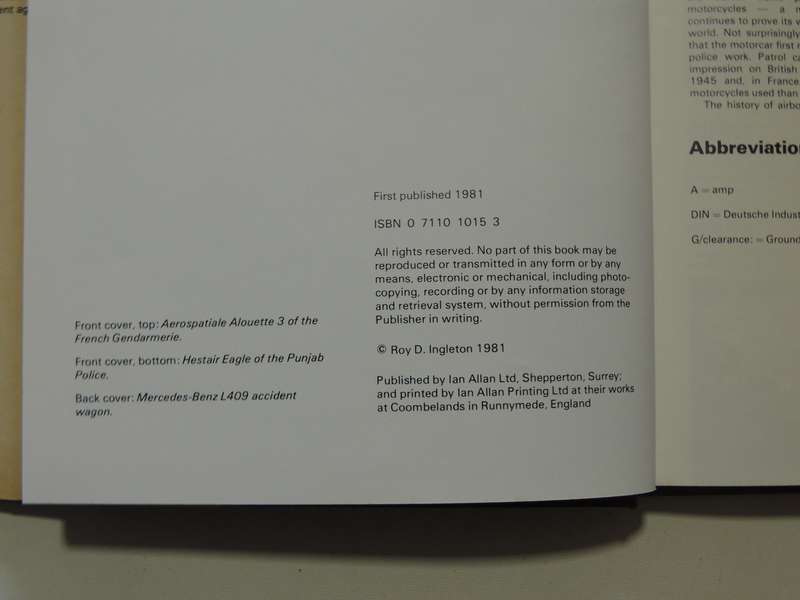 Front cover, top: Aerospatiale Alouette 3 of the
French Gendarmerie.
Front cover, bottom: Hestair Eagle of the Punjab
Police.
Back cover: Mercedes-Benz L409 accident
wagon.
First published 1981
ISBN 0 7110 1015 3
All rights reserved. No part of this book may be
reproduced or transmitted in any form or by any
means, electronic or mechanical, including photo-
copying, recording or by any information storage
and retrieval system, without permission from the
Publisher in writing.
© Roy D. Ingleton 1981
Published by Ian Allan Ltd, Shepperton, Surrey;
and printed by Ian Allan Printing Ltd at their works
at Coombelands in Runnymede, England
motorcycles — a
continues to prove its
world. Not surprisingly
that the motorcar first
police work. Patrol
impression on British
1945 and, in France,
motorcycles used than
The history of
Abbreviatio
A = amp
DIN = Deutsche Indust
G/clearance: = Ground